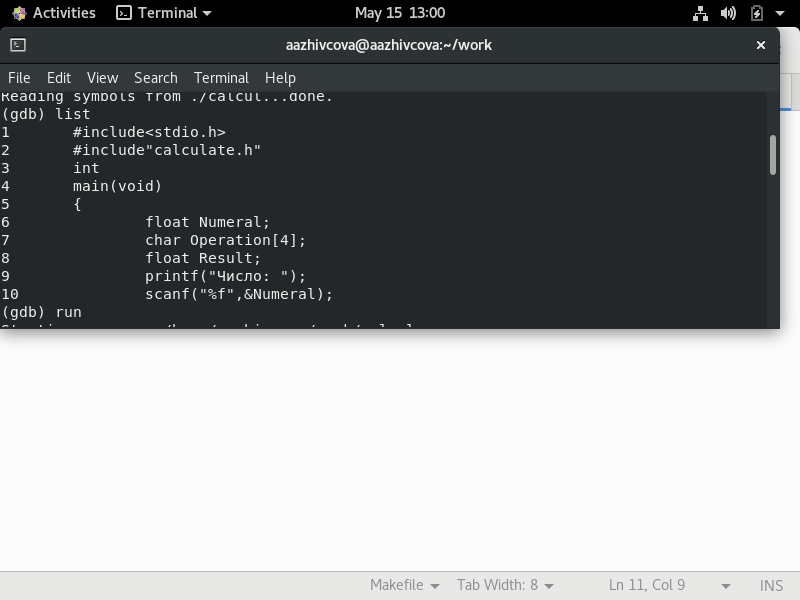 Activities Terminal May 15 13:00
aazhivcova@aazhivcova:~/work
File Edit View Search Terminal Help
Reading symbols from ./calcul...done.
(gdb) list
1 #include<stdio.h>
2 #include"calculate.h"
3 int
4 main(void)
5 {
6 float Numeral;
7 char Operation[4];
8 float Result;
9 printf("Число: ");
10 scanf("%f",&Numeral);
(gdb) run
Makefile Tab Width: 8 Ln 11, Col 9 INS